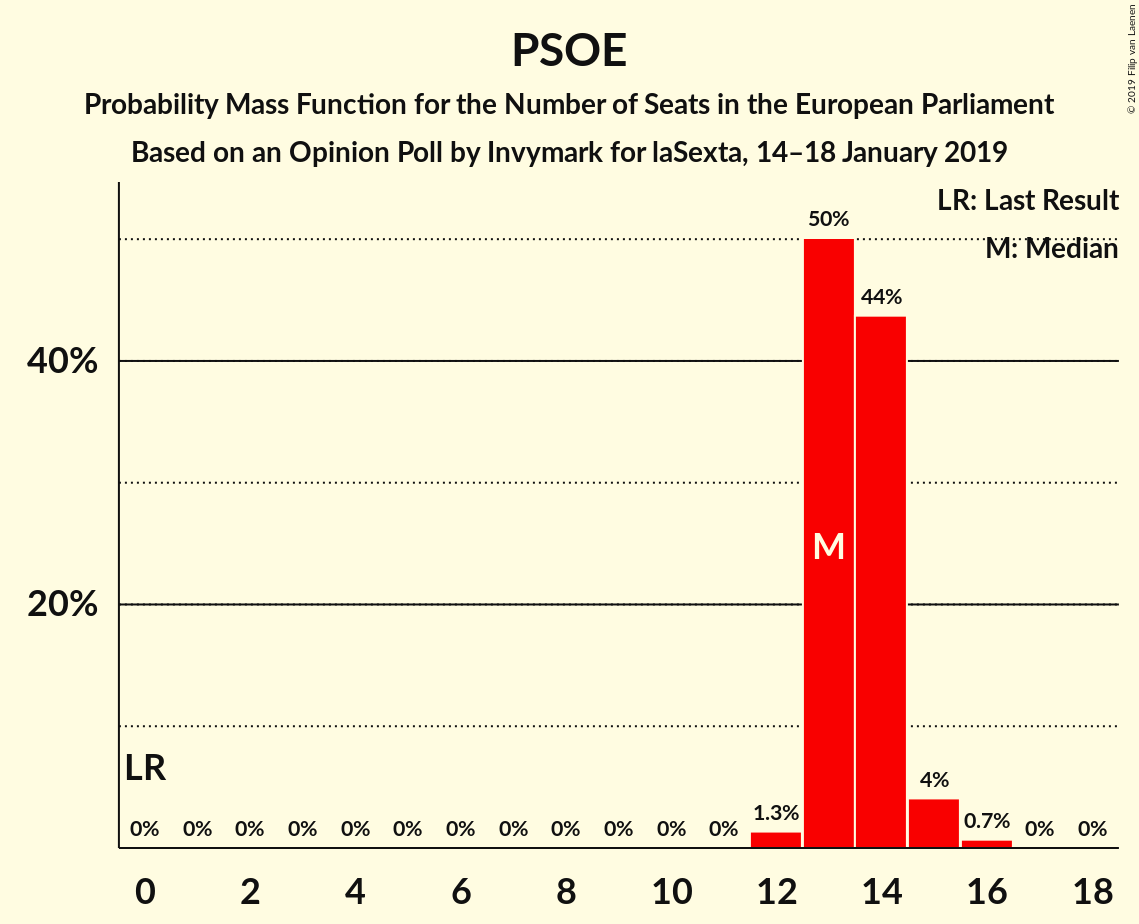 PSOE
Probability Mass Function for the Number of Seats in the European Parliament
Based on an Opinion Poll by Invymark for laSexta, 14–18 January 2019
© 2019 Filip van Laenen
LR: Last Result
M: Median
50%
44%
40%
M
20%
LR
0% 0% 0% 0% 0% 0% 0% 0% 0% 0% 0% 0% 1.3% 4% 0.7% 0% 0%
0 2 4 6 8 10 12 14 16 18